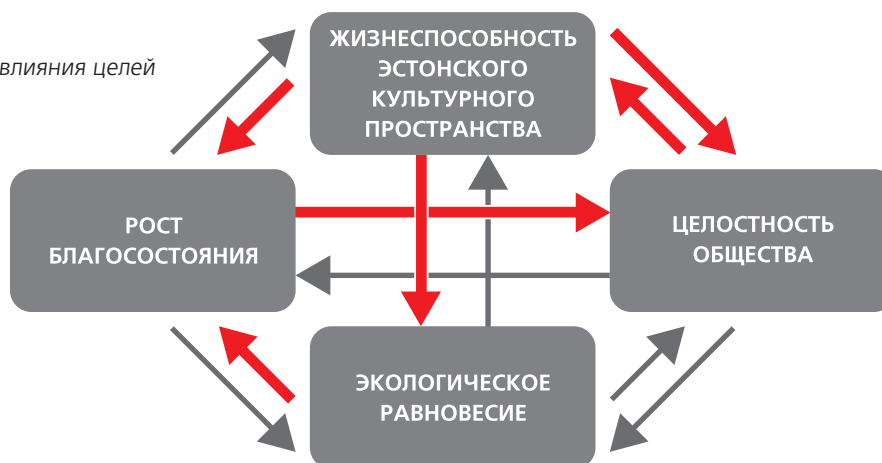 влияния целей
ЖИЗНЕСПОСОБНОСТЬ
ЭСТОНСКОГО
КУЛЬТУРНОГО
ПРОСТРАНСТВА
РОСТ
БЛАГОСОСТОЯНИЯ
ЦЕЛОСТНОСТЬ
ОБЩЕСТВА
ЭКОЛОГИЧЕСКОЕ
РАВНОВЕСИЕ